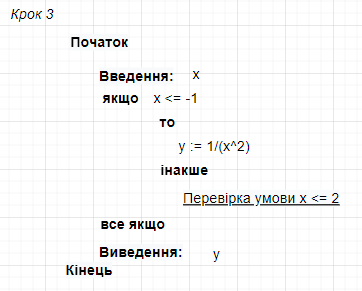 Крок 3
Початок
Введення: x
якщо x <= -1
то
y := 1/(x^2)
інакше
Перевірка умови x <= 2
все якщо
Виведення: y
Кінець